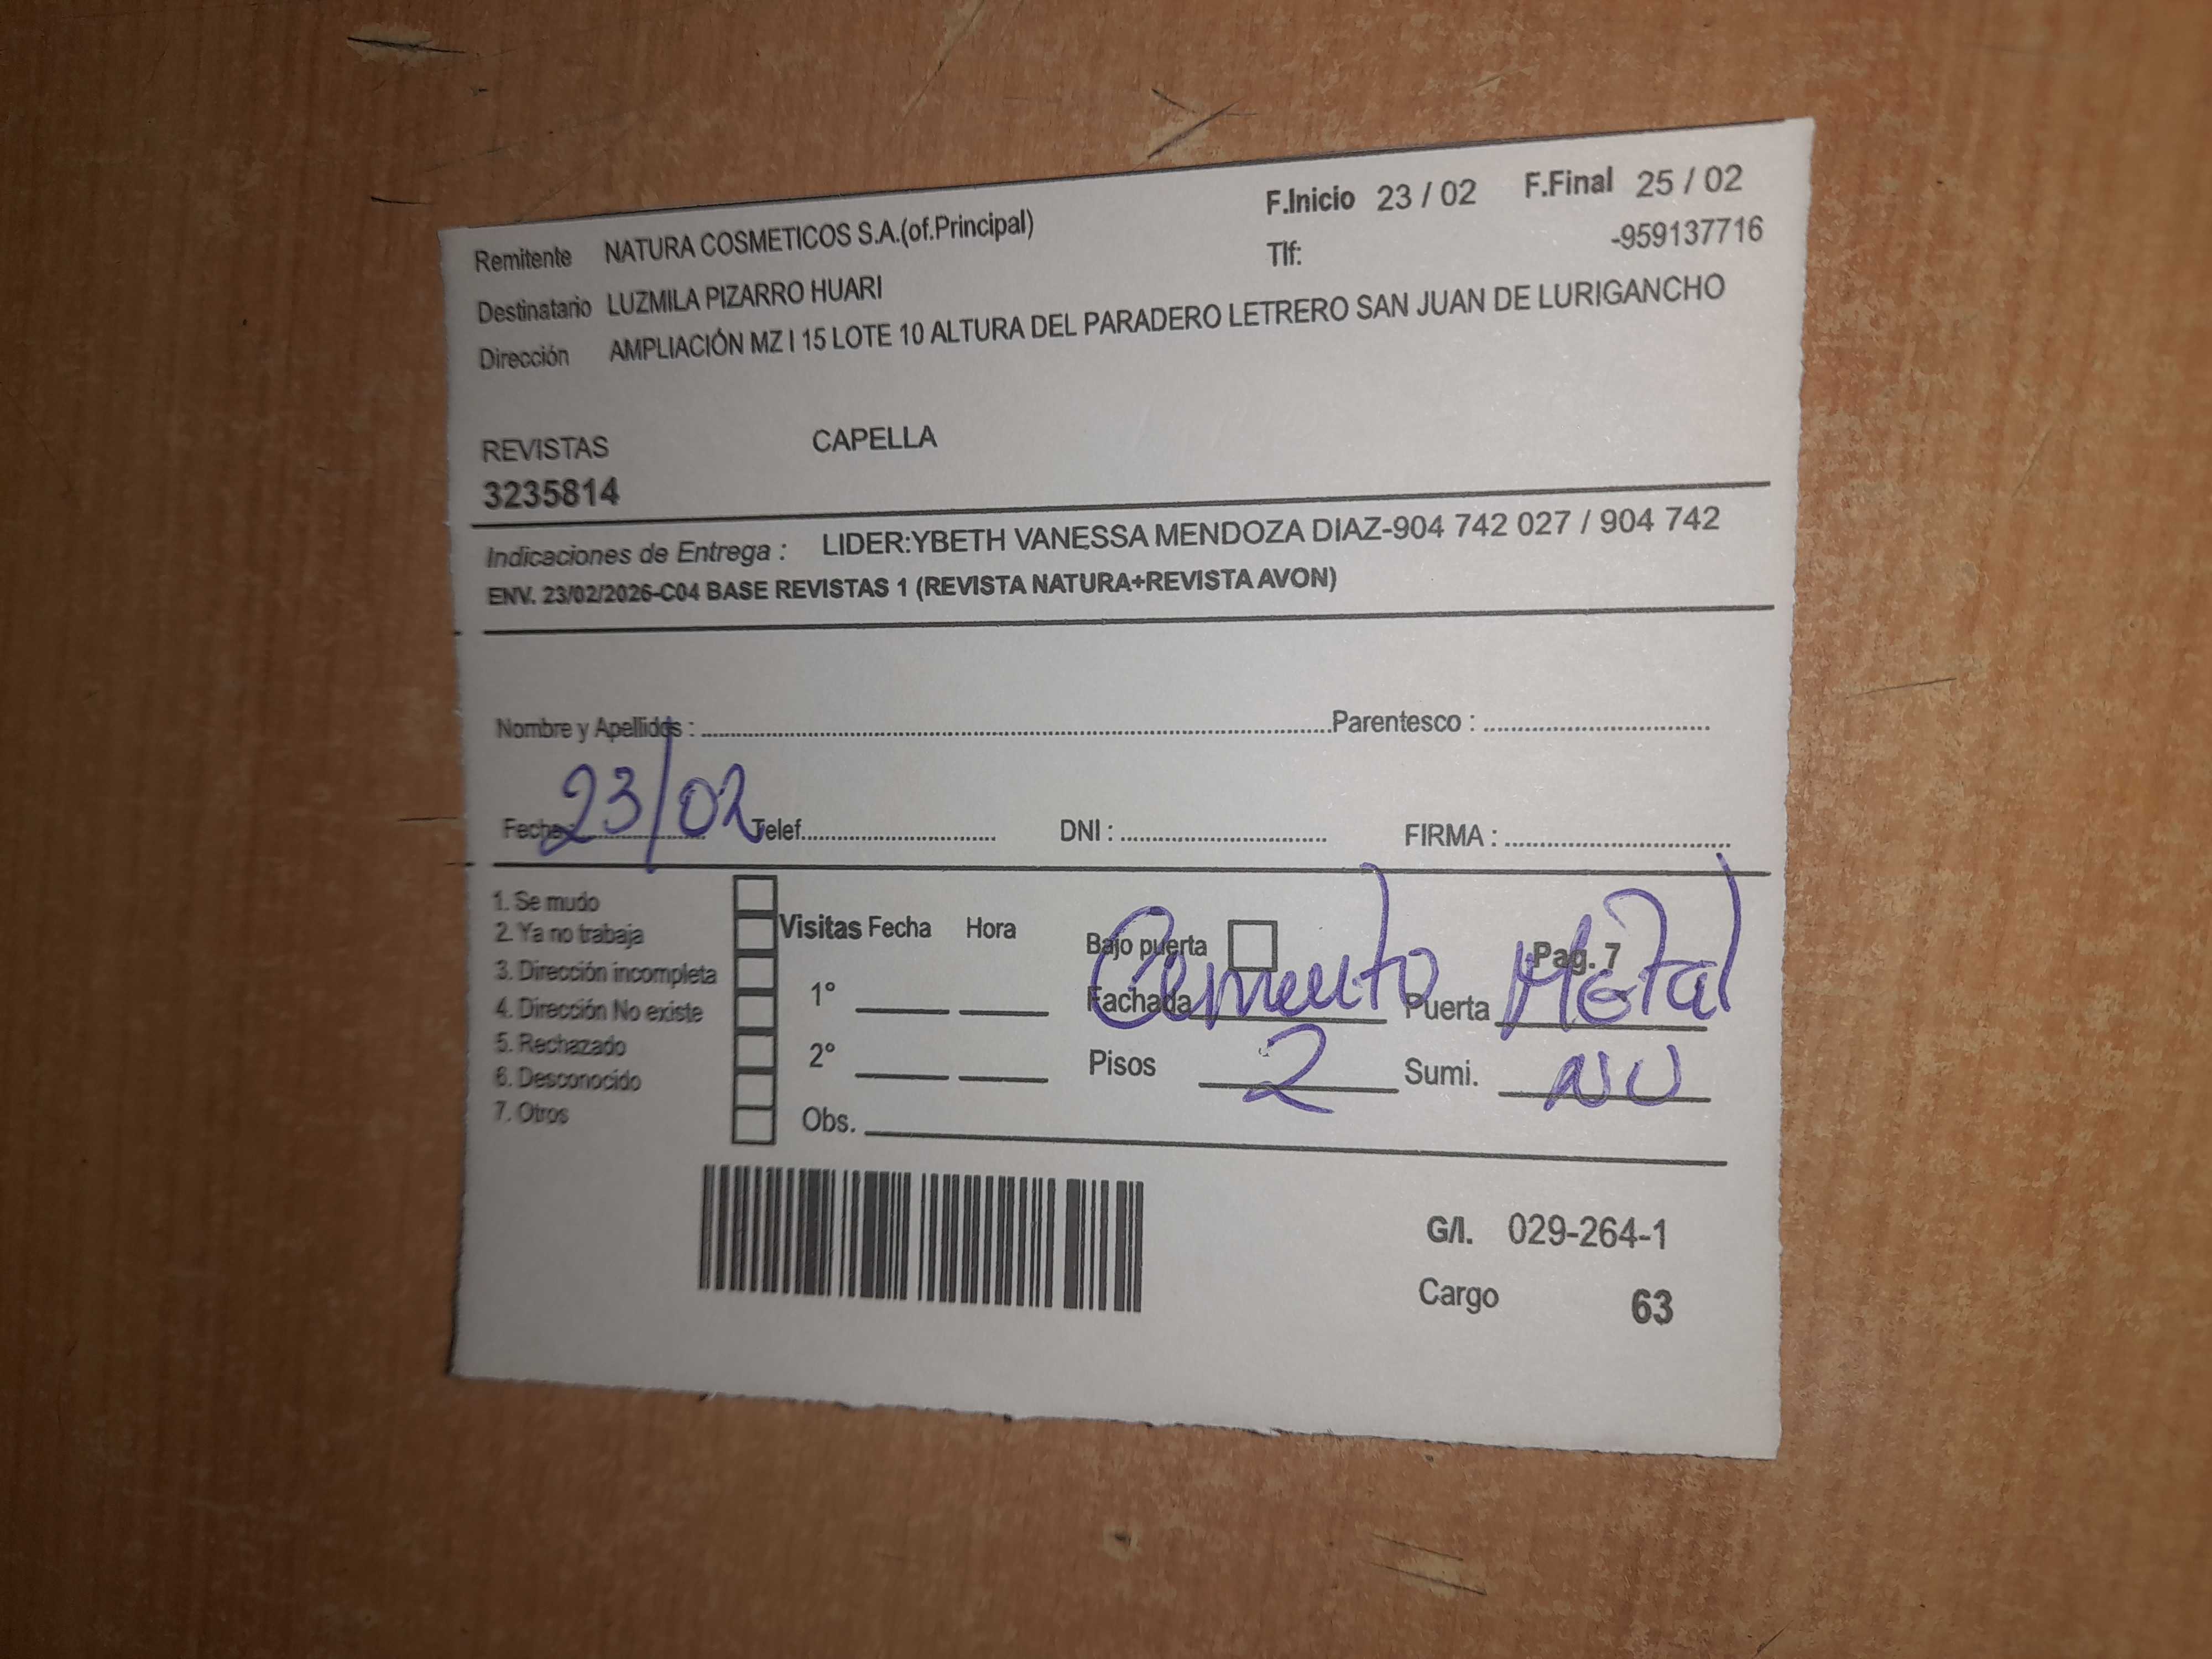 F.Inicio 23 / 02 F.Final 25 / 02
Remitente NATURA COSMETICOS S.A.(of.Principal) Tlf: -959137716
Destinatario LUZMILA PIZARRO HUARI
Dirección AMPLIACIÓN MZ I 15 LOTE 10 ALTURA DEL PARADERO LETRERO SAN JUAN DE LURIGANCHO
REVISTAS CAPELLA
3235814
Indicaciones de Entrega : LIDER:YBETH VANESSA MENDOZA DIAZ-904 742 027 / 904 742
ENV. 23/02/2026-C04 BASE REVISTAS 1 (REVISTA NATURA+REVISTA AVON)
Nombre y Apellidos : Parentesco :
Fecha: 23/02 Telef. DNI : FIRMA :
1. Se mudo
2. Ya no trabaja
3. Dirección incompleta
4. Dirección No existe
5. Rechazado
6. Desconocido
7. Otros
Visitas Fecha Hora
1°
2°
Obs.
Bajo puerta Pag. 7
Fachada Cemento Puerta Metal
Pisos 2 Sumi. NO
G/I. 029-264-1
Cargo 63